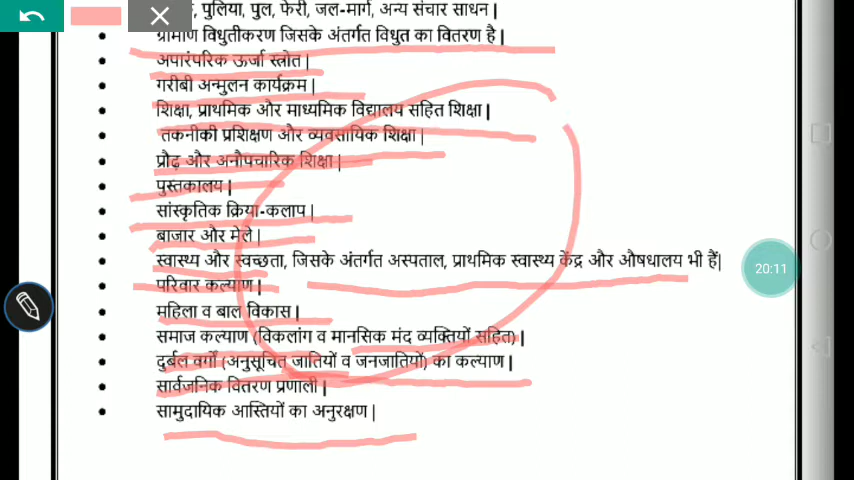 पुलिया, पुल, फेरी, जल-मार्ग, अन्य संचार साधन |
ग्रामीण विधुतीकरण जिसके अंतर्गत विधुत का वितरण है |
अपारंपरिक ऊर्जा स्त्रोत |
गरीबी अन्मुलन कार्यक्रम |
शिक्षा, प्राथमिक और माध्यमिक विद्यालय सहित शिक्षा |
तकनीकी प्रशिक्षण और व्यवसायिक शिक्षा |
प्रौढ़ और अनौपचारिक शिक्षा |
पुस्तकालय |
सांस्कृतिक क्रिया-कलाप |
बाजार और मेले |
स्वास्थ्य और स्वच्छता, जिसके अंतर्गत अस्पताल, प्राथमिक स्वास्थ्य केंद्र और औषधालय भी हैं|
परिवार कल्याण |
महिला व बाल विकास |
समाज कल्याण (विकलांग व मानसिक मंद व्यक्तियों सहित) |
दुर्बल वर्गों (अनुसूचित जातियों व जनजातियों) का कल्याण |
सार्वजनिक वितरण प्रणाली |
सामुदायिक आस्तियों का अनुरक्षण |
20:11